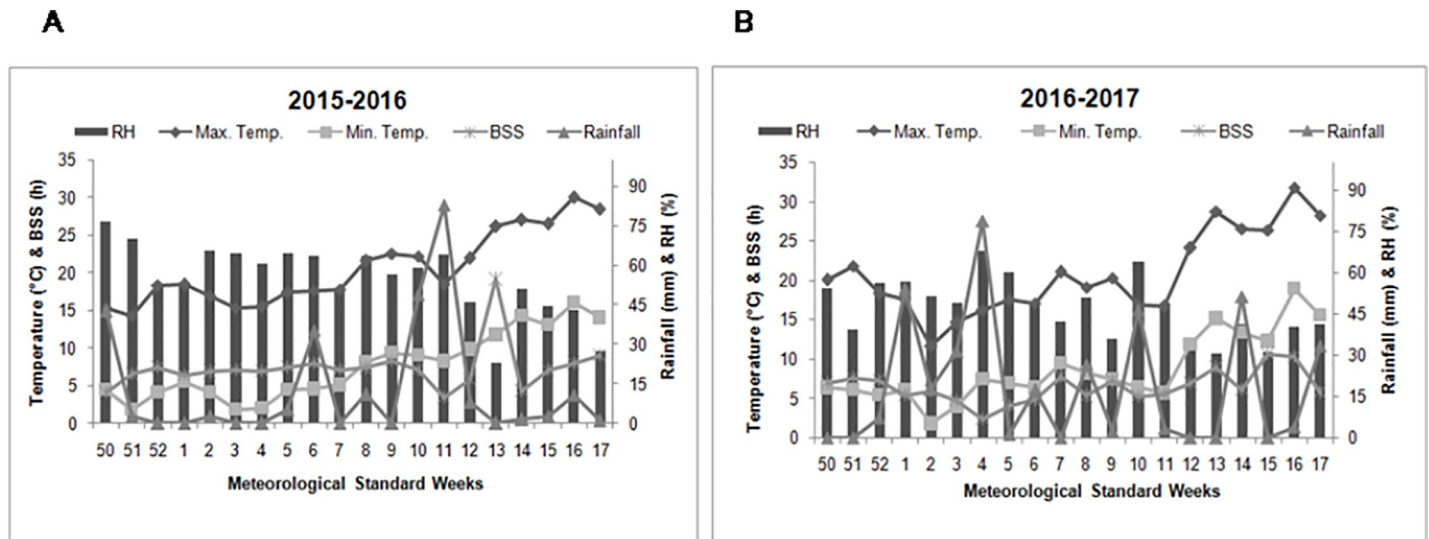 A
2015-2016
RH Max. Temp. Min. Temp. BSS Rainfall
Temperature (°C) & BSS (h)
35
30
25
20
15
10
5
0
Rainfall (mm) & RH (%)
90
75
60
45
30
15
0
50 51 52 1 2 3 4 5 6 7 8 9 10 11 12 13 14 15 16 17
Meteorological Standard Weeks
B
2016-2017
RH Max. Temp. Min. Temp. BSS Rainfall
Temperature (°C) & BSS (h)
35
30
25
20
15
10
5
0
Rainfall (mm) & RH (%)
90
75
60
45
30
15
0
50 51 52 1 2 3 4 5 6 7 8 9 10 11 12 13 14 15 16 17
Meteorological Standard Weeks